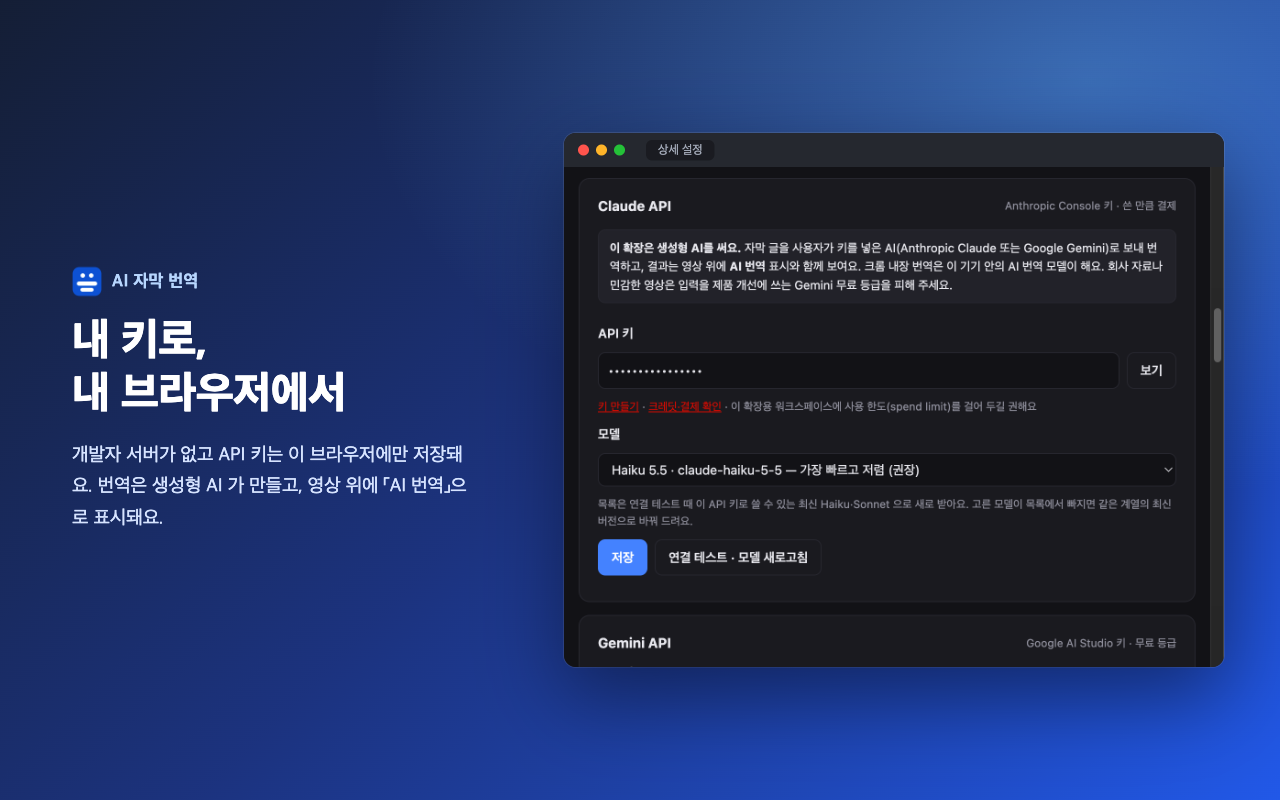 AI 자막 번역
내 키로,
내 브라우저에서
개발자 서버가 없고 API 키는 이 브라우저에만 저장돼
요. 번역은 생성형 AI 가 만들고, 영상 위에 「AI 번역」으
로 표시돼요.
상세 설정
Claude API
Anthropic Console 키 · 쓴 만큼 결제
이 확장은 생성형 AI를 써요. 자막 글을 사용자가 키를 넣은 AI(Anthropic Claude 또는 Google Gemini)로 보내 번
역하고, 결과는 영상 위에 AI 번역 표시와 함께 보여요. 크롬 내장 번역은 이 기기 안의 AI 번역 모델이 해요. 회사 자료나
민감한 영상은 입력을 제품 개선에 쓰는 Gemini 무료 등급을 피해 주세요.
API 키
••••••••••••••••
보기
키 만들기 · 크레딧·결제 확인 · 이 확장용 워크스페이스에 사용 한도(spend limit)를 걸어 두길 권해요
모델
Haiku 5.5 · claude-haiku-5-5 — 가장 빠르고 저렴 (권장)
목록은 연결 테스트 때 이 API 키로 쓸 수 있는 최신 Haiku·Sonnet 으로 새로 받아요. 고른 모델이 목록에서 빠지면 같은 계열의 최신
버전으로 바꿔 드려요.
저장
연결 테스트 · 모델 새로고침
Gemini API
Google AI Studio 키 · 무료 등급